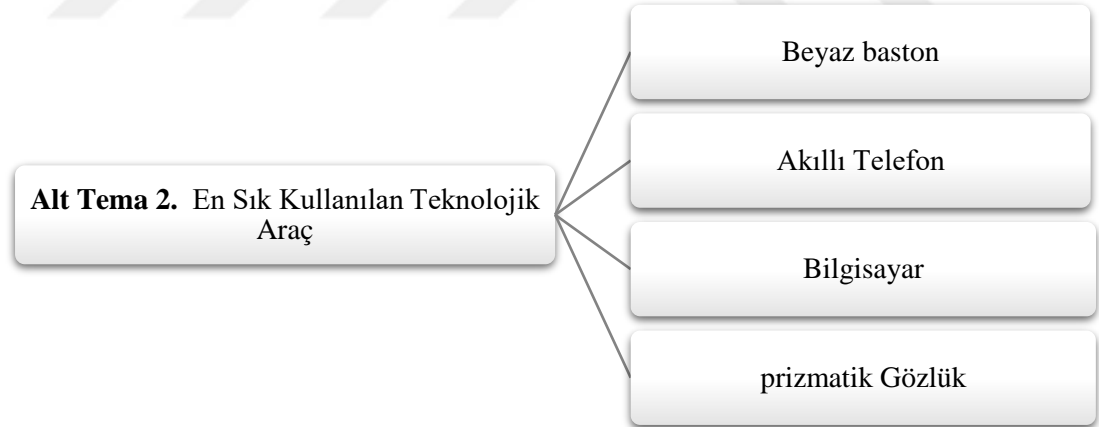 Beyaz baston
Akıllı Telefon
Alt Tema 2. En Sık Kullanılan Teknolojik
Araç
Bilgisayar
prizmatik Gözlük